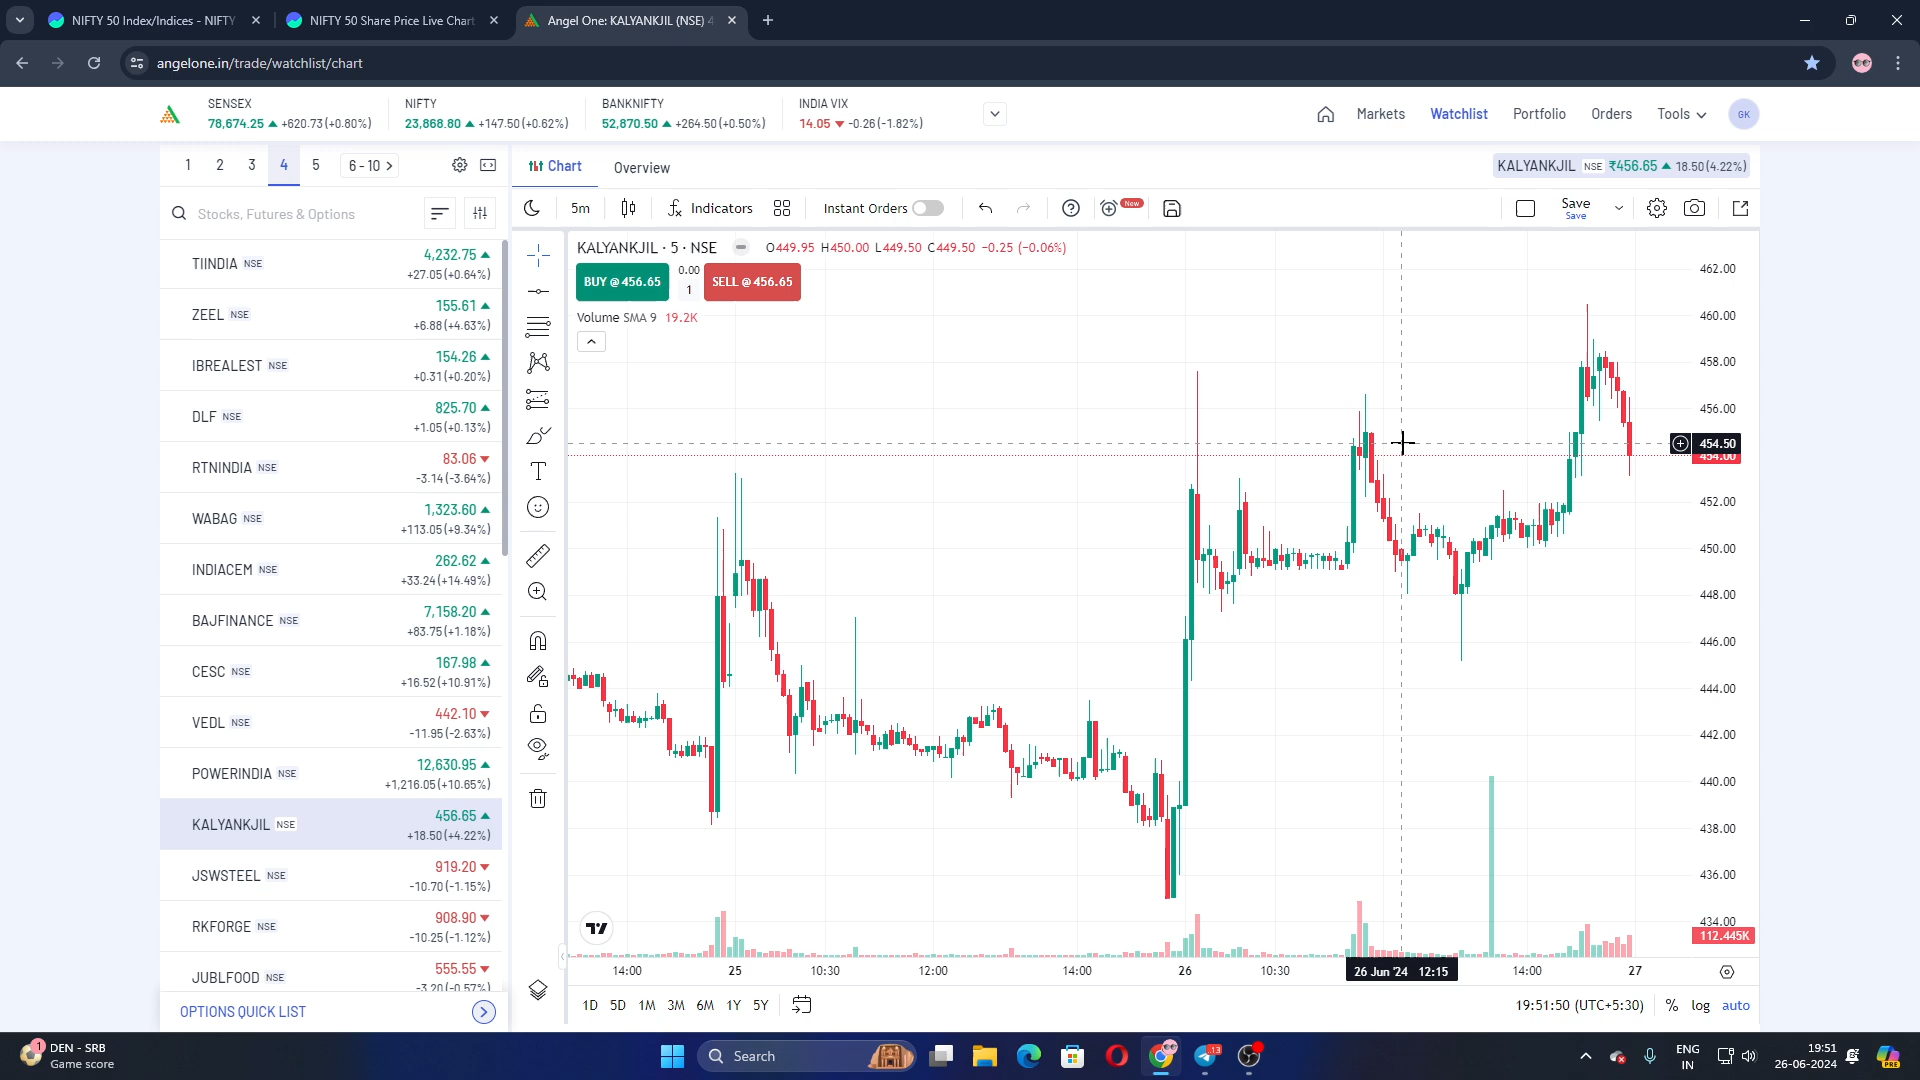 NIFTY 50 Index/Indices - NIFTY
NIFTY 50 Share Price Live Chart
Angel One: KALYANKJIL (NSE) 4
angelone.in/trade/watchlist/chart
SENSEX
78,674.25 ▲ +620.73 (+0.80%)
NIFTY
23,868.80 ▲ +147.50 (+0.62%)
BANKNIFTY
52,870.50 ▲ +264.50 (+0.50%)
INDIA VIX
14.05 ▼ -0.26 (-1.82%)
Markets
Watchlist
Portfolio
Orders
Tools
GK
1 2 3 4 5 6 - 10 >
Stocks, Futures & Options
TIINDIA NSE 4,232.75 ▲
+27.05 (+0.64%)
ZEEL NSE 155.61 ▲
+6.88 (+4.63%)
IBREALEST NSE 154.26 ▲
+0.31 (+0.20%)
DLF NSE 825.70 ▲
+1.05 (+0.13%)
RTNINDIA NSE 83.06 ▼
-3.14 (-3.64%)
WABAG NSE 1,323.60 ▲
+113.05 (+9.34%)
INDIACEM NSE 262.62 ▲
+33.24 (+14.49%)
BAJFINANCE NSE 7,158.20 ▲
+83.75 (+1.18%)
CESC NSE 167.98 ▲
+16.52 (+10.91%)
VEDL NSE 442.10 ▼
-11.95 (-2.63%)
POWERINDIA NSE 12,630.95 ▲
+1,216.05 (+10.65%)
KALYANKJIL NSE 456.65 ▲
+18.50 (+4.22%)
JSWSTEEL NSE 919.20 ▼
-10.70 (-1.15%)
RKFORGE NSE 908.90 ▼
-10.25 (-1.12%)
JUBLFOOD NSE 555.55 ▼
-3.20 (-0.57%)
OPTIONS QUICK LIST
Chart
Overview
KALYANKJIL NSE ₹456.65 ▲ 18.50 (4.22%)
5m
Indicators
Instant Orders
New
Save
Save
KALYANKJIL · 5 · NSE
O449.95 H450.00 L449.50 C449.50 −0.25 (−0.06%)
BUY @ 456.65
0.00
1
SELL @ 456.65
Volume SMA 9 19.2K
462.00
460.00
458.00
456.00
454.50
454.00
452.00
450.00
448.00
446.00
444.00
442.00
440.00
438.00
436.00
434.00
112.445K
14:00 25 10:30 12:00 14:00 26 10:30 26 Jun '24 12:15 14:00 27
1D 5D 1M 3M 6M 1Y 5Y
19:51:50 (UTC+5:30)
% log auto
1
DEN - SRB
Game score
Search
13
ENG
IN
19:51
26-06-2024
PRE